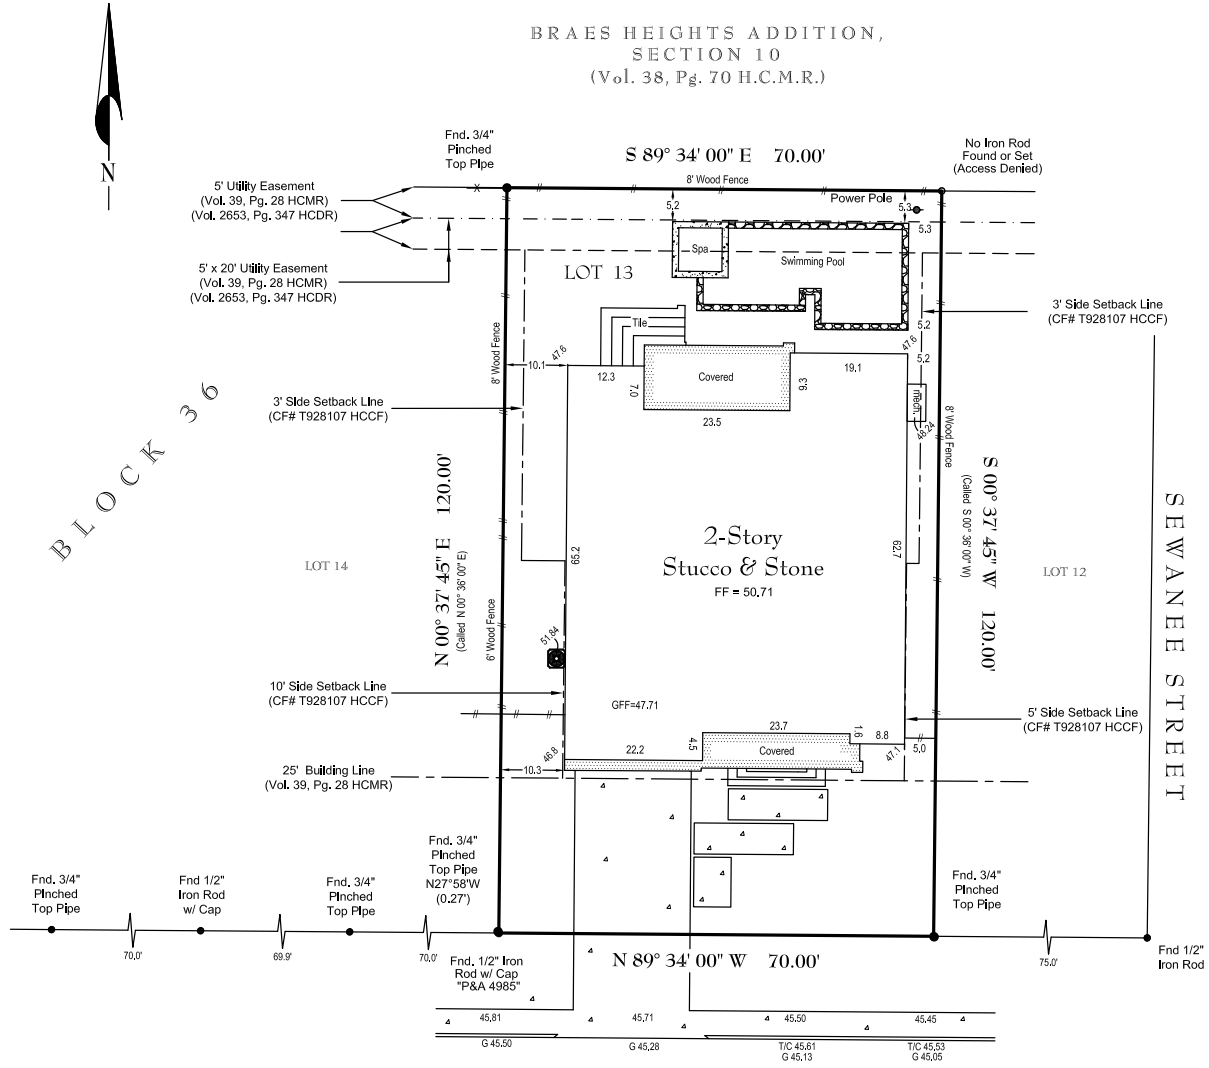 BRAES HEIGHTS ADDITION,
SECTION 10
(Vol. 38, Pg. 70 H.C.M.R.)
N
Fnd. 3/4"
Pinched
Top Pipe
S 89° 34' 00" E 70.00'
No Iron Rod
Found or Set
(Access Denied)
8' Wood Fence
5' Utility Easement
(Vol. 39, Pg. 28 HCMR)
(Vol. 2653, Pg. 347 HCDR)
5.2
Power Pole
5.3
5.3
Spa
Swimming Pool
LOT 13
5' x 20' Utility Easement
(Vol. 39, Pg. 28 HCMR)
(Vol. 2653, Pg. 347 HCDR)
3' Side Setback Line
(CF# T928107 HCCF)
Tile
5.2
47.6
47.6
5.2
8' Wood Fence
10.1
12.3
7.0
Covered
9.3
19.1
mech.
48.24
23.5
3' Side Setback Line
(CF# T928107 HCCF)
8' Wood Fence
BLOCK 36
N 00° 37' 45" E 120.00'
(Called N 00° 36' 00" E)
S 00° 37' 45" W 120.00'
(Called S 00° 36' 00" W)
SEWANEE STREET
65.2
62.7
2-Story
Stucco & Stone
FF = 50.71
LOT 14
LOT 12
6' Wood Fence
51.84
10' Side Setback Line
(CF# T928107 HCCF)
GFF=47.71
5' Side Setback Line
(CF# T928107 HCCF)
23.7
1.6
8.8
4.5
22.2
Covered
46.8
47.1
5.0
10.3
25' Building Line
(Vol. 39, Pg. 28 HCMR)
Fnd. 3/4"
Pinched
Top Pipe
N27°58'W
(0.27')
Fnd. 3/4"
Pinched
Top Pipe
Fnd 1/2"
Iron Rod
w/ Cap
Fnd. 3/4"
Pinched
Top Pipe
Fnd. 3/4"
Pinched
Top Pipe
70.0'
69.9'
70.0'
75.0'
Fnd 1/2"
Iron Rod
Fnd. 1/2" Iron
Rod w/ Cap
"P&A 4985"
N 89° 34' 00" W 70.00'
45.81
45.71
45.50
45.45
G 45.50
G 45.28
T/C 45.61
G 45.13
T/C 45.53
G 45.05